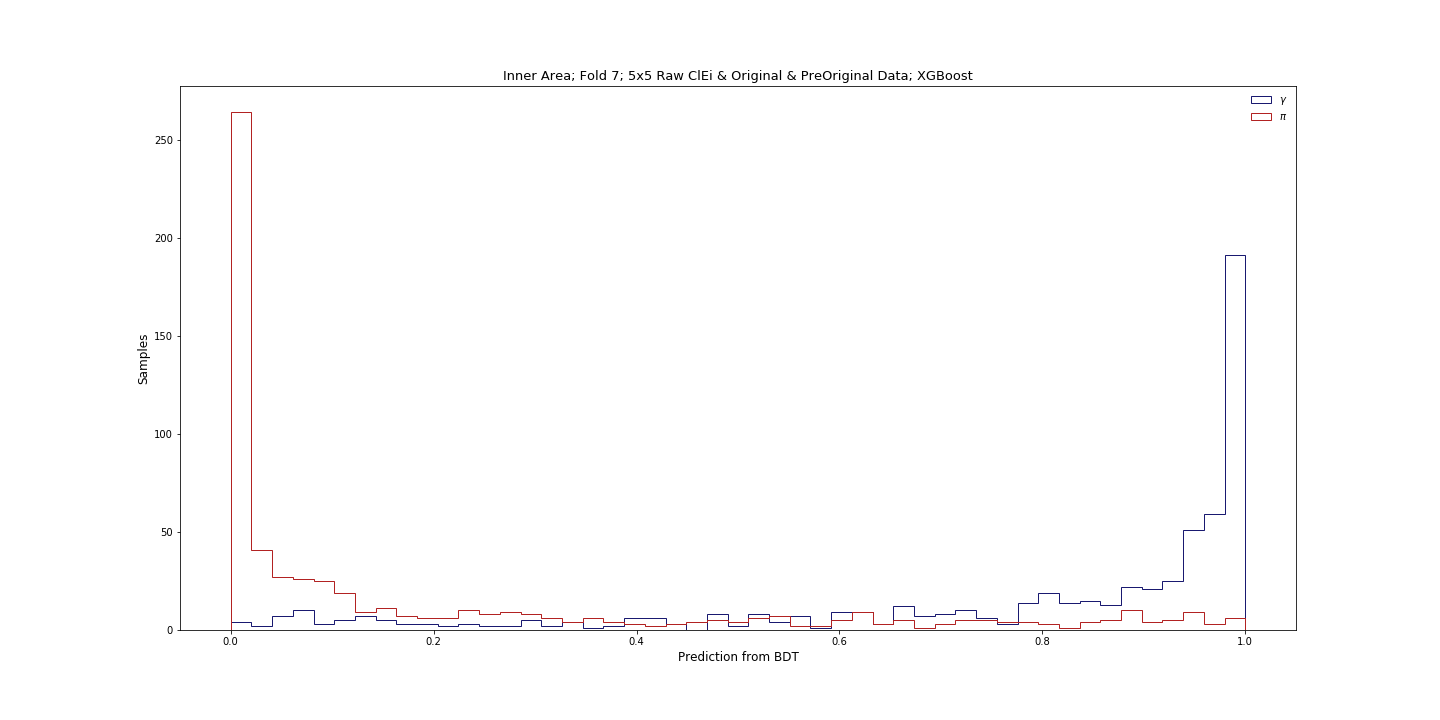 Inner Area; Fold 7; 5x5 Raw ClEi & Original & PreOriginal Data; XGBoost
γ
π
250
200
150
100
50
0
Samples
0.0 0.2 0.4 0.6 0.8 1.0
Prediction from BDT